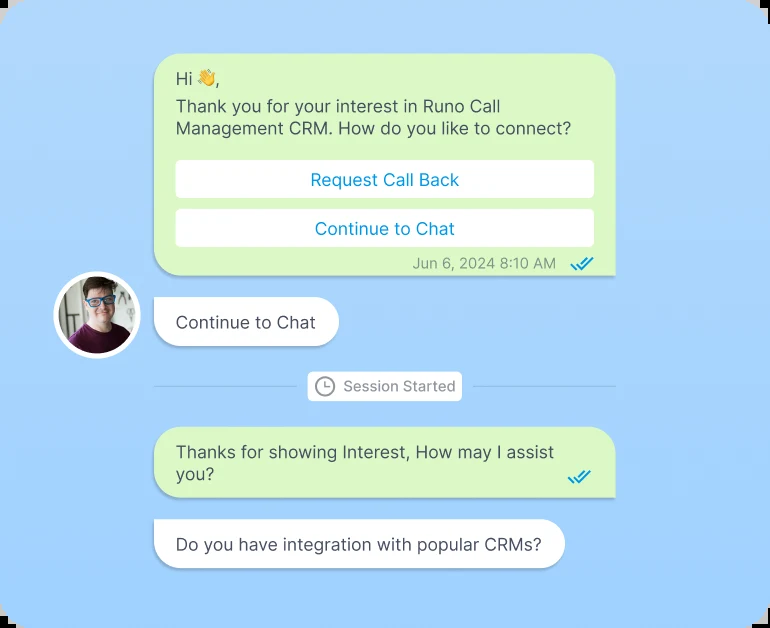 Hi 👋,
Thank you for your interest in Runo Call
Management CRM. How do you like to connect?
Request Call Back
Continue to Chat
Jun 6, 2024 8:10 AM
Continue to Chat
Session Started
Thanks for showing Interest, How may I assist
you?
Do you have integration with popular CRMs?